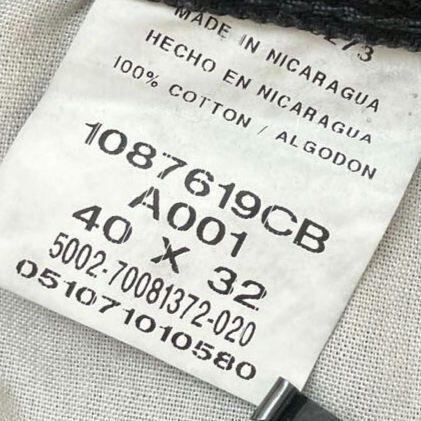 MADE IN NICARAGUA
HECHO EN NICARAGUA
100% COTTON / ALGODON
1087619CB
A001
40 X 32
5002-70081372-020
051071010580